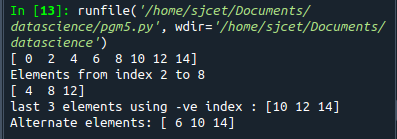 In [13]: runfile('/home/sjcet/Documents/
datascience/pgm5.py', wdir='/home/sjcet/Documents/
datascience')
[ 0  2  4  6  8 10 12 14]
Elements from index 2 to 8
[ 4  8 12]
last 3 elements using -ve index : [10 12 14]
Alternate elements: [ 6 10 14]